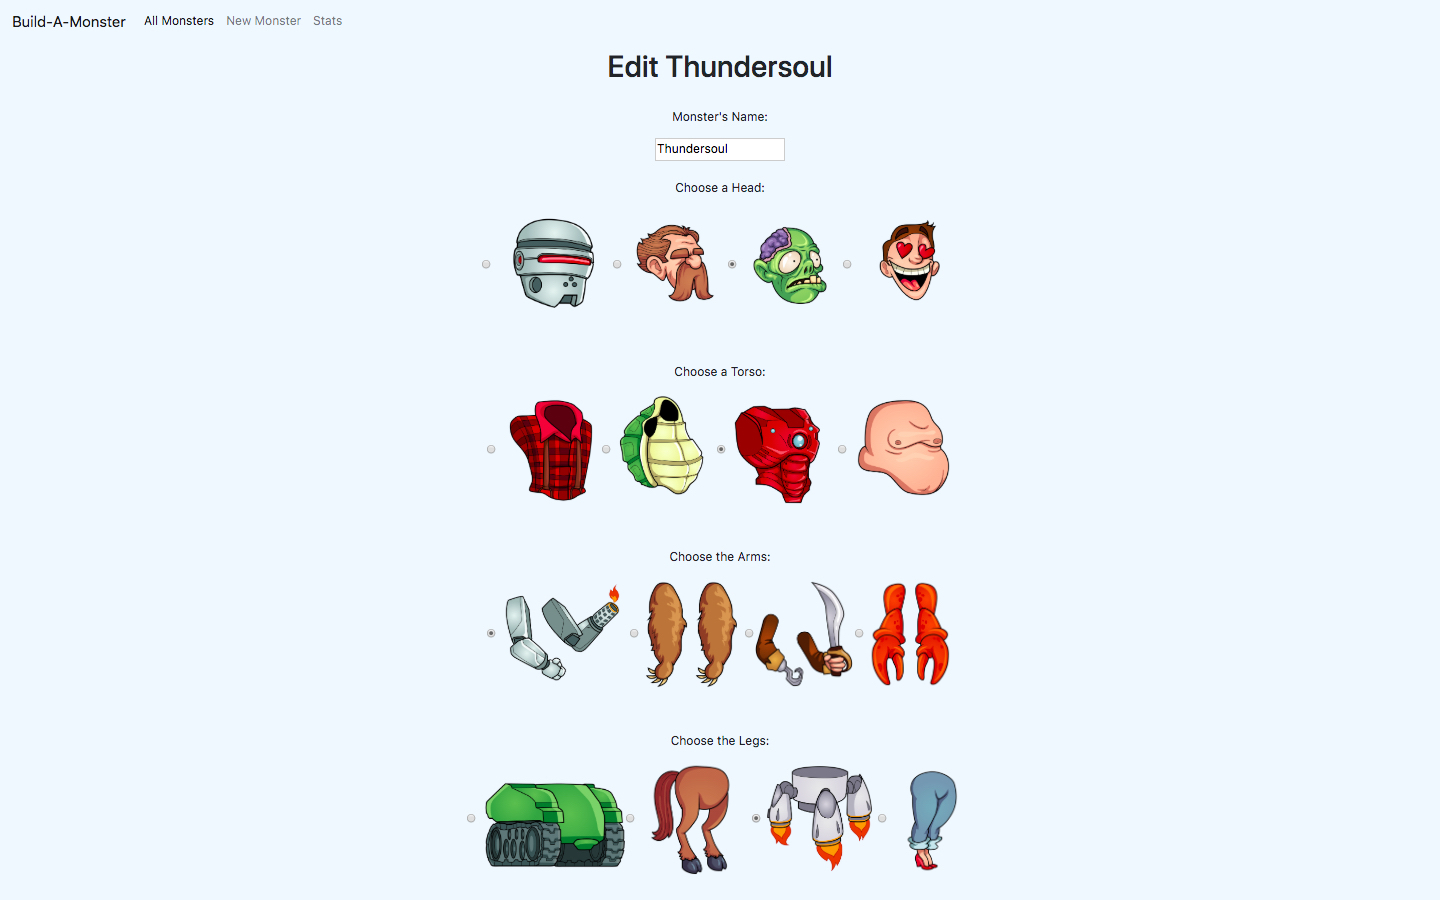 Build-A-Monster All Monsters New Monster Stats
Edit Thundersoul
Monster's Name:
Thundersoul
Choose a Head:
Choose a Torso:
Choose the Arms:
Choose the Legs: